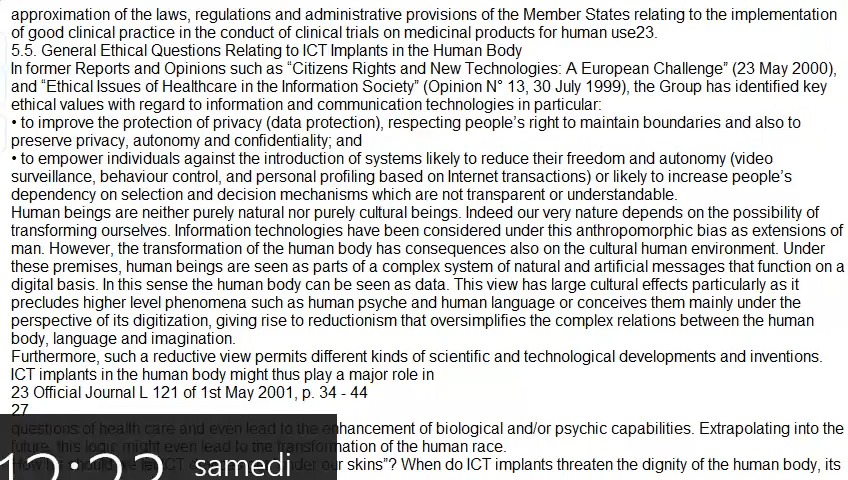 approximation of the laws, regulations and administrative provisions of the Member States relating to the implementation
of good clinical practice in the conduct of clinical trials on medicinal products for human use23.
5.5. General Ethical Questions Relating to ICT Implants in the Human Body
In former Reports and Opinions such as “Citizens Rights and New Technologies: A European Challenge” (23 May 2000),
and “Ethical Issues of Healthcare in the Information Society” (Opinion N° 13, 30 July 1999), the Group has identified key
ethical values with regard to information and communication technologies in particular:
• to improve the protection of privacy (data protection), respecting people’s right to maintain boundaries and also to
preserve privacy, autonomy and confidentiality; and
• to empower individuals against the introduction of systems likely to reduce their freedom and autonomy (video
surveillance, behaviour control, and personal profiling based on Internet transactions) or likely to increase people’s
dependency on selection and decision mechanisms which are not transparent or understandable.
Human beings are neither purely natural nor purely cultural beings. Indeed our very nature depends on the possibility of
transforming ourselves. Information technologies have been considered under this anthropomorphic bias as extensions of
man. However, the transformation of the human body has consequences also on the cultural human environment. Under
these premises, human beings are seen as parts of a complex system of natural and artificial messages that function on a
digital basis. In this sense the human body can be seen as data. This view has large cultural effects particularly as it
precludes higher level phenomena such as human psyche and human language or conceives them mainly under the
perspective of its digitization, giving rise to reductionism that oversimplifies the complex relations between the human
body, language and imagination.
Furthermore, such a reductive view permits different kinds of scientific and technological developments and inventions.
ICT implants in the human body might thus play a major role in
23 Official Journal L 121 of 1st May 2001, p. 34 - 44
27
questions of health care and even lead to the enhancement of biological and/or psychic capabilities. Extrapolating into the
future, this logic might even lead to the transformation of the human race.
our skins”? When do ICT implants threaten the dignity of the human body, its
samedi